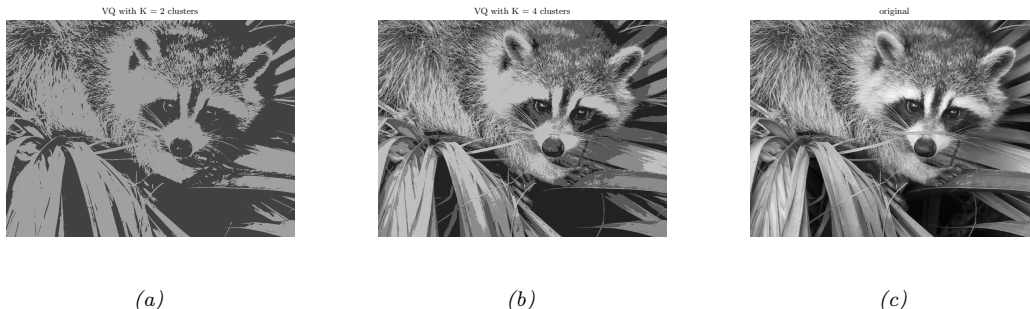 VQ with K = 2 clusters
VQ with K = 4 clusters
original
(a)
(b)
(c)